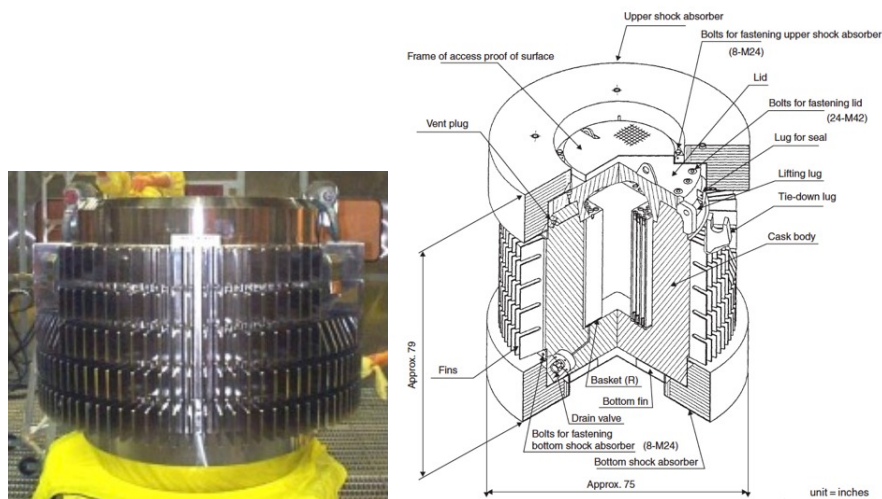 Upper shock absorber
Bolts for fastening upper shock absorber
(8-M24)
Frame of access proof of surface
Lid
Bolts for fastening lid
(24-M42)
Vent plug
Lug for seal
Lifting lug
Tie-down lug
Cask body
Approx. 79
Fins
Basket (R)
Bottom fin
Drain valve
Bolts for fastening
bottom shock absorber (8-M24)
Bottom shock absorber
Approx. 75
unit = inches